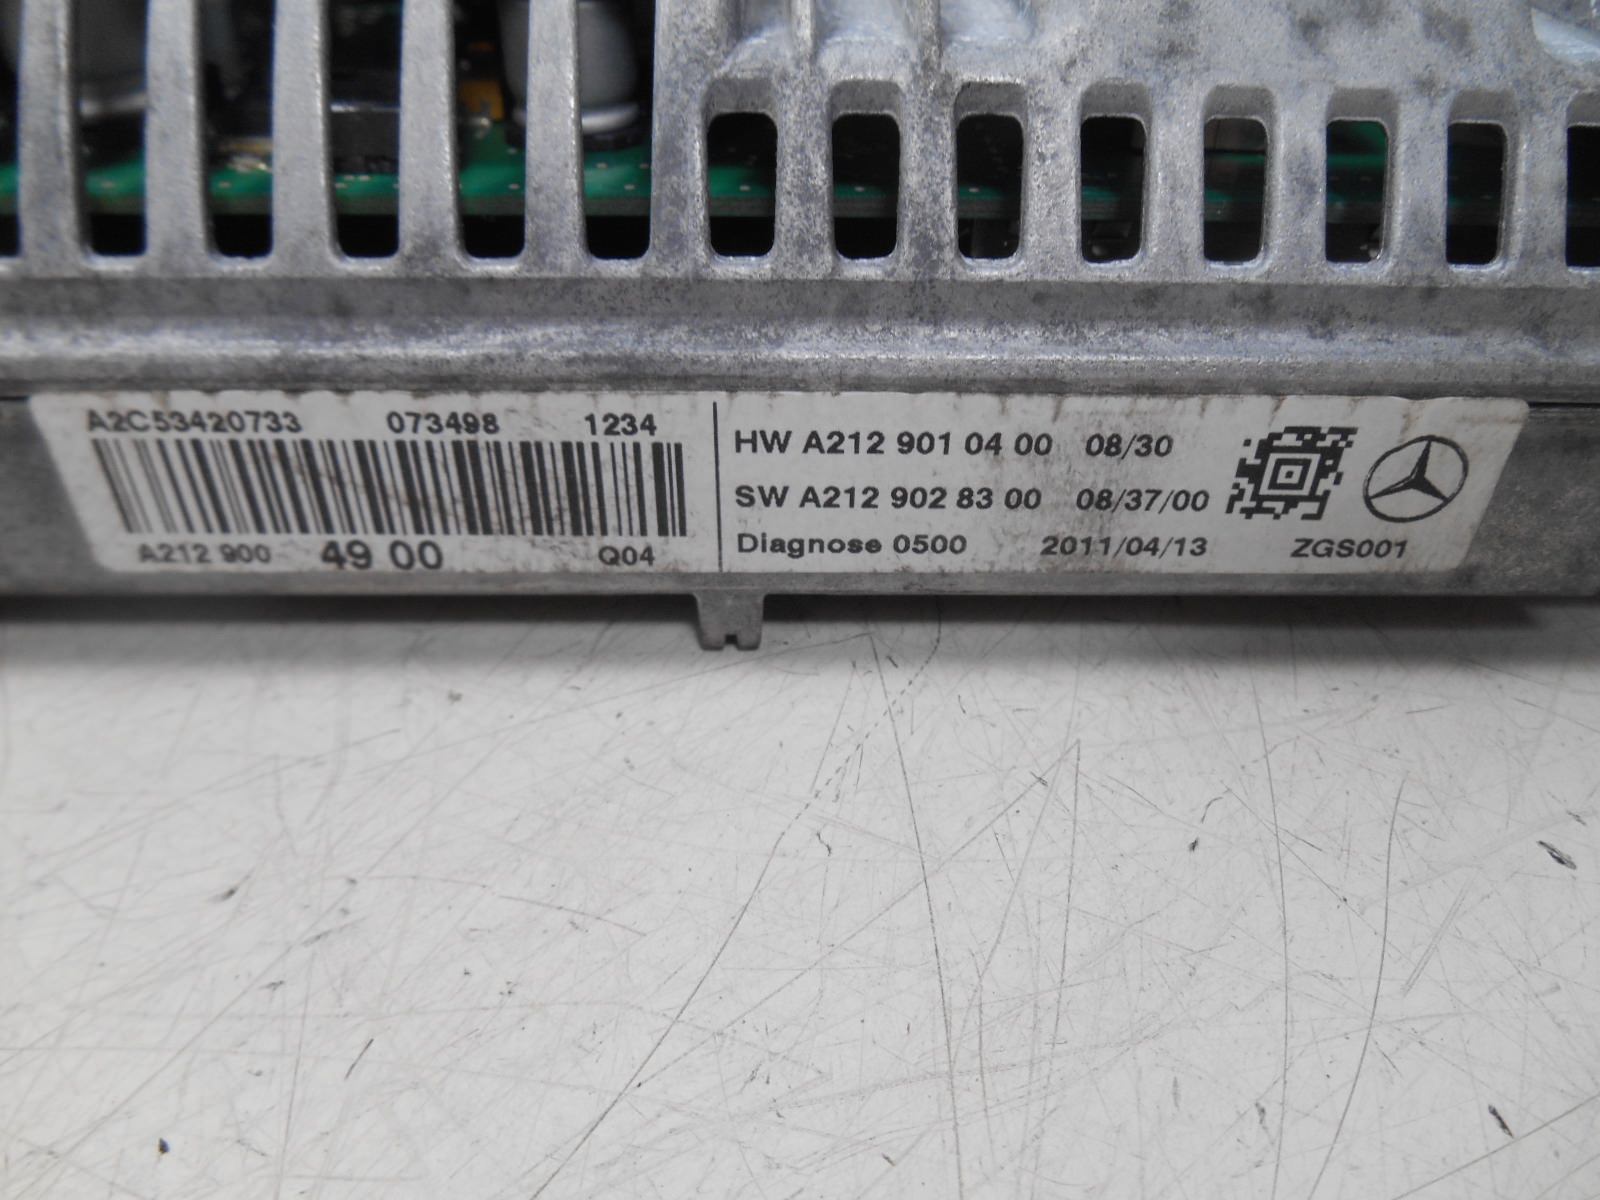 A2C53420733 073498 1234
A212 900 49 00 Q04
HW A212 901 04 00 08/30
SW A212 902 83 00 08/37/00
Diagnose 0500 2011/04/13 ZGS001